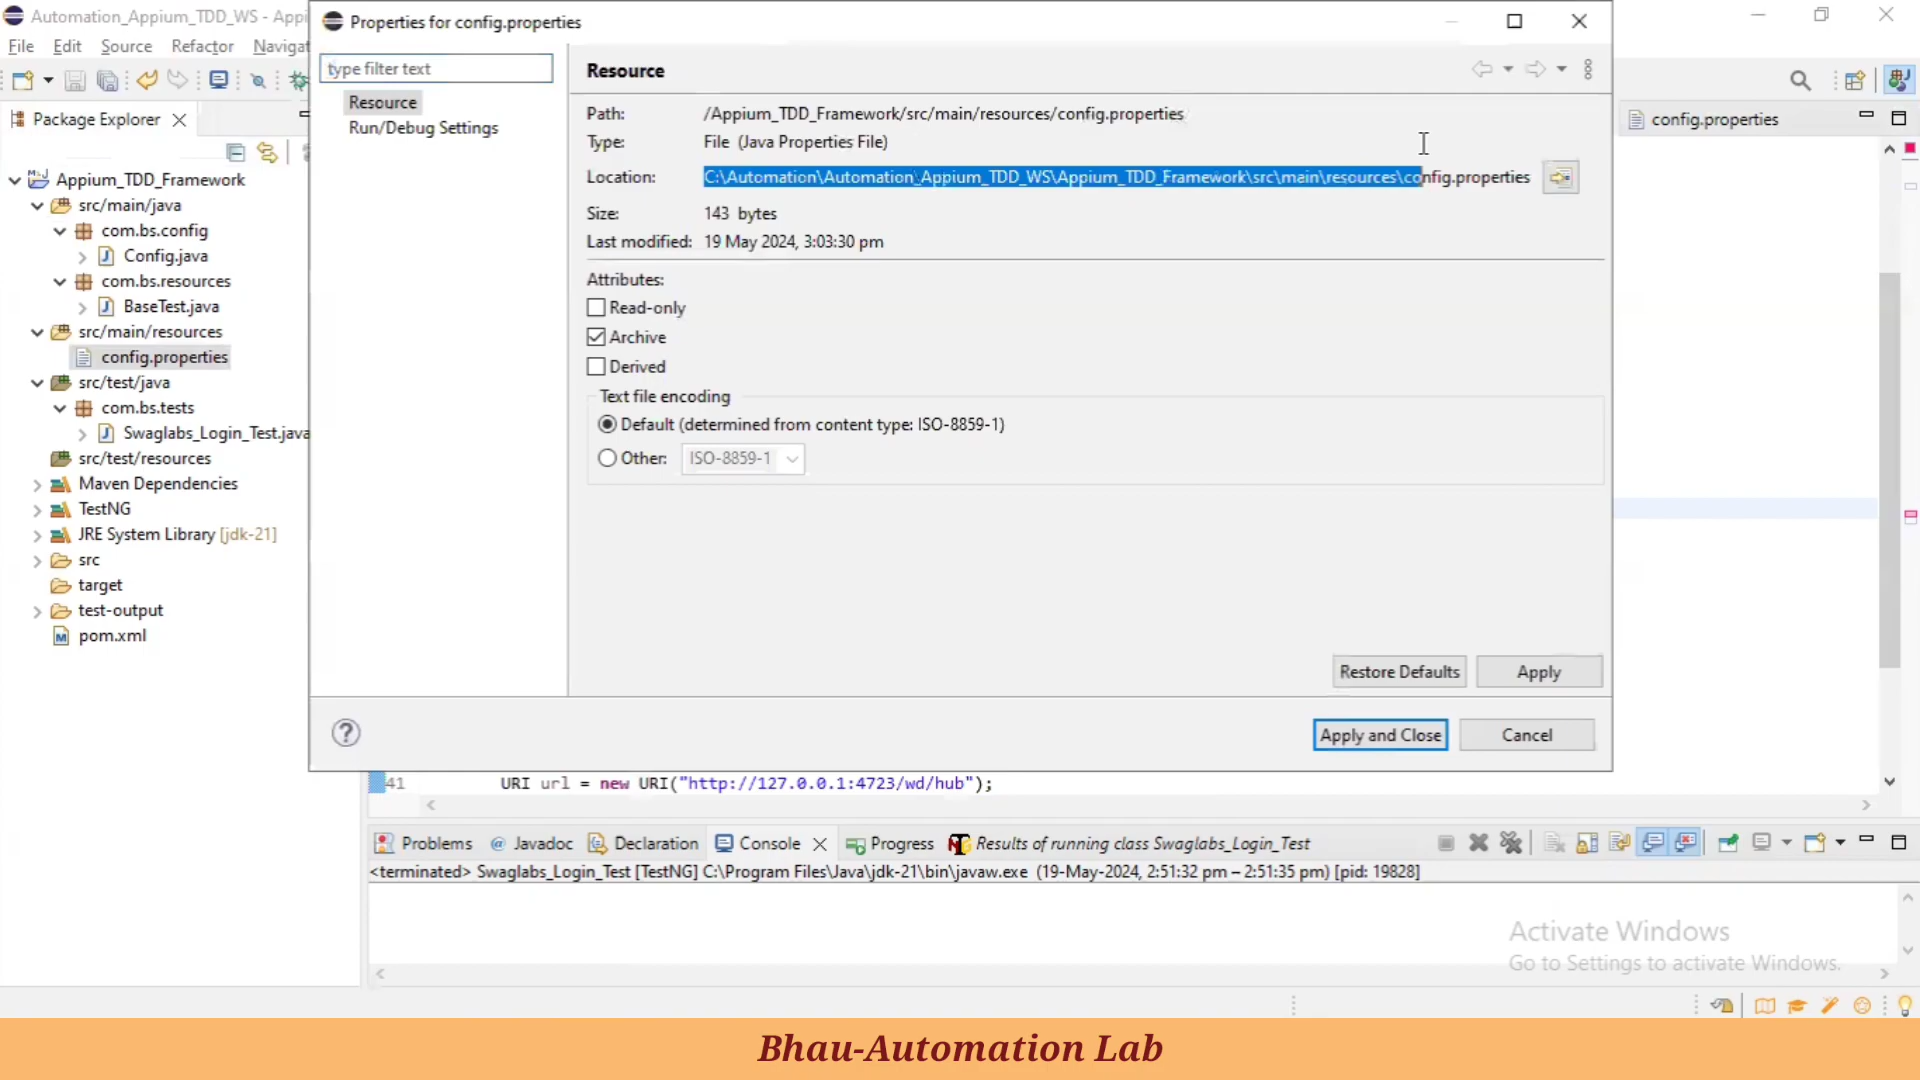 Automation_Appium_TDD_WS - Appi
Properties for config.properties
File Edit Source Refactor Navigat
type filter text
Resource
Resource
Run/Debug Settings
Path: /Appium_TDD_Framework/src/main/resources/config.properties
Type: File (Java Properties File)
Location: C:\Automation\Automation_Appium_TDD_WS\Appium_TDD_Framework\src\main\resources\config.properties
Size: 143 bytes
Last modified: 19 May 2024, 3:03:30 pm
Attributes:
Read-only
Archive
Derived
Text file encoding
Default (determined from content type: ISO-8859-1)
Other: ISO-8859-1
Restore Defaults Apply
Apply and Close Cancel
Package Explorer
config.properties
Appium_TDD_Framework
src/main/java
com.bs.config
Config.java
com.bs.resources
BaseTest.java
src/main/resources
config.properties
src/test/java
com.bs.tests
Swaglabs_Login_Test.java
src/test/resources
Maven Dependencies
TestNG
JRE System Library [jdk-21]
src
target
test-output
pom.xml
41 URI url = new URI("http://127.0.0.1:4723/wd/hub");
Problems Javadoc Declaration Console Progress Results of running class Swaglabs_Login_Test
<terminated> Swaglabs_Login_Test [TestNG] C:\Program Files\Java\jdk-21\bin\javaw.exe (19-May-2024, 2:51:32 pm – 2:51:35 pm) [pid: 19828]
Activate Windows
Go to Settings to activate Windows.
Bhau-Automation Lab